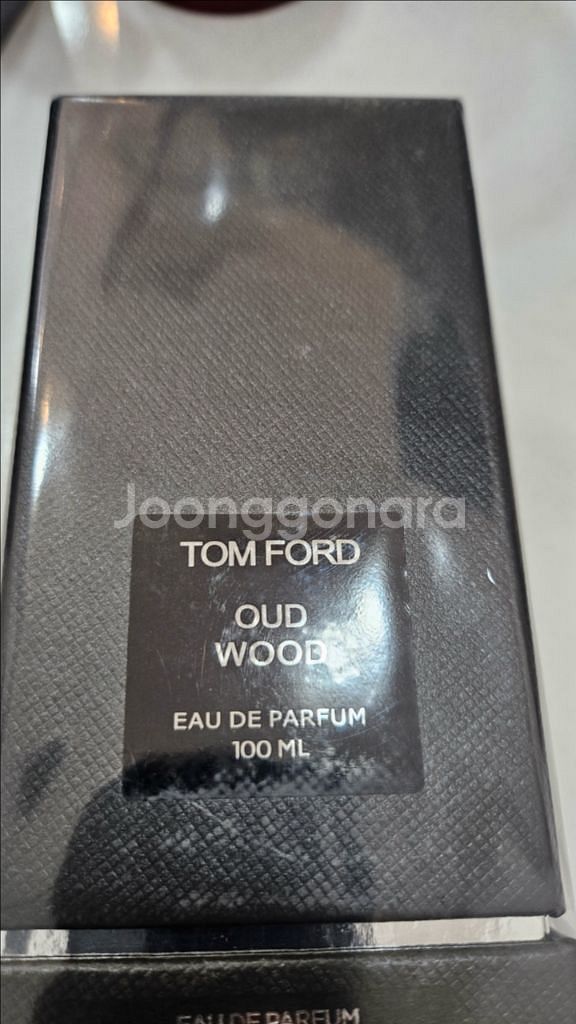 Joonggonara
TOM FORD
OUD
WOOD
EAU DE PARFUM
100 ML
EAU DE PARFUM